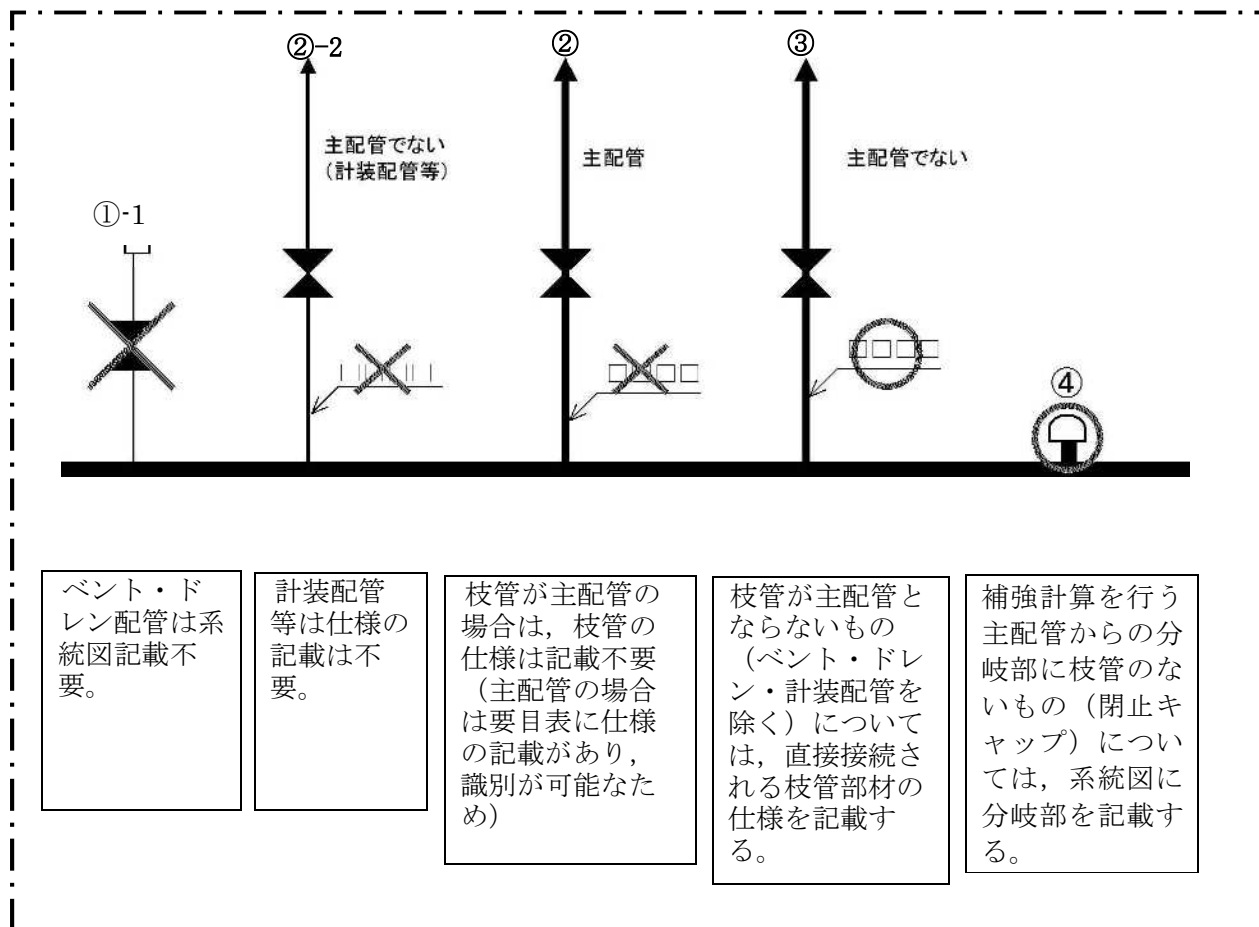 ②-2
②
③
主配管でない
(計装配管等)
主配管
主配管でない
①-1
④
ベント・ド
レン配管は系
統図記載不
要。
計装配管
等は仕様の
記載は不
要。
枝管が主配管の
場合は，枝管の
仕様は記載不要
（主配管の場合
は要目表に仕様
の記載があり，
識別が可能なた
め）
枝管が主配管と
ならないもの
（ベント・ドレ
ン・計装配管を
除く）について
は，直接接続さ
れる枝管部材の
仕様を記載す
る。
補強計算を行う
主配管からの分
岐部に枝管のな
いもの（閉止キ
ャップ）につい
ては，系統図に
分岐部を記載す
る。